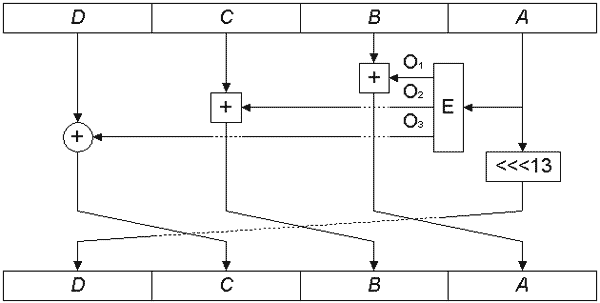 D C B A
+ O₁
+ O₂ E
+ O₃
<<<13
D C B A